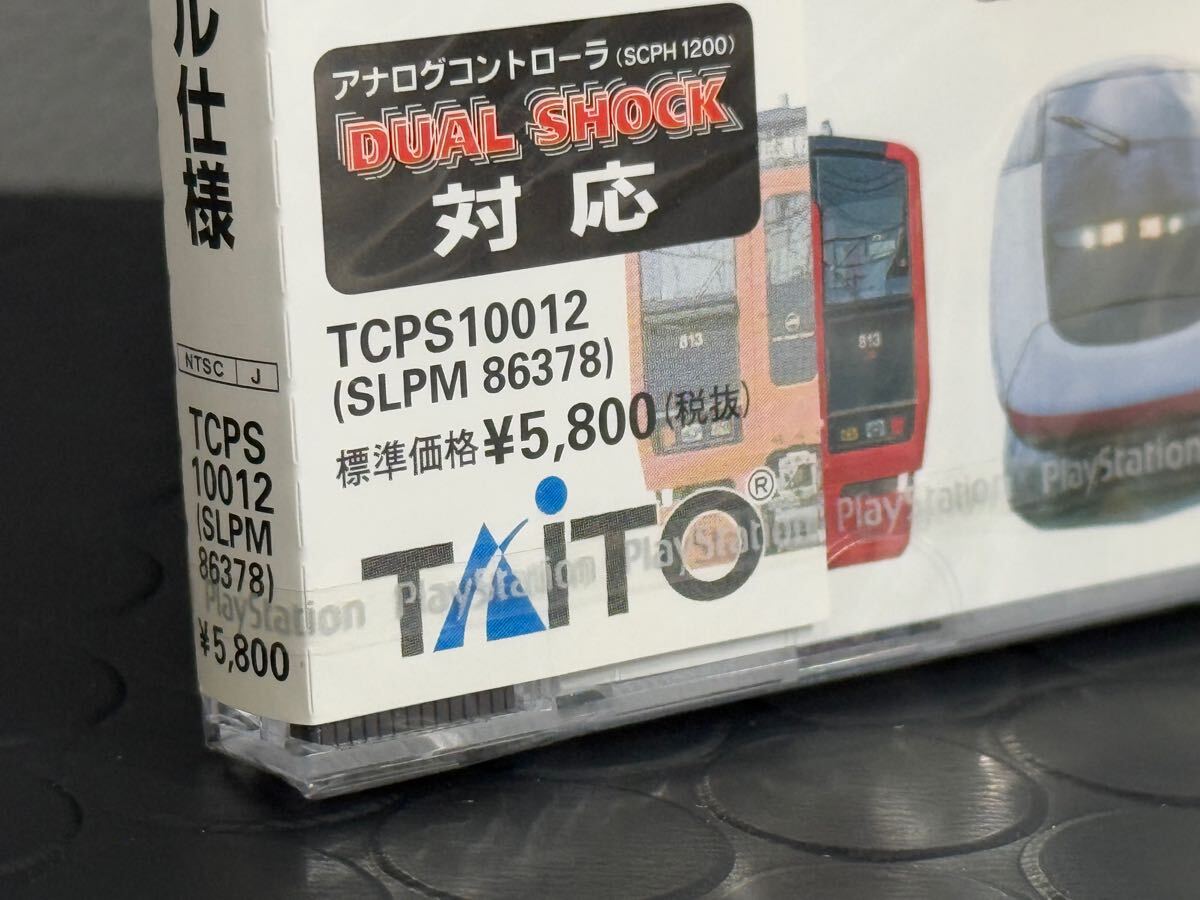 ル仕様
NTSC J
TCPS
10012
(SLPM
86378)
¥5,800
アナログコントローラ(SCPH 1200)
DUAL SHOCK
対応
TCPS10012
(SLPM 86378)
標準価格¥5,800(税抜)
TAITO®
813
813
PlayStation PlayStation PlayStation PlayStation PlayStation